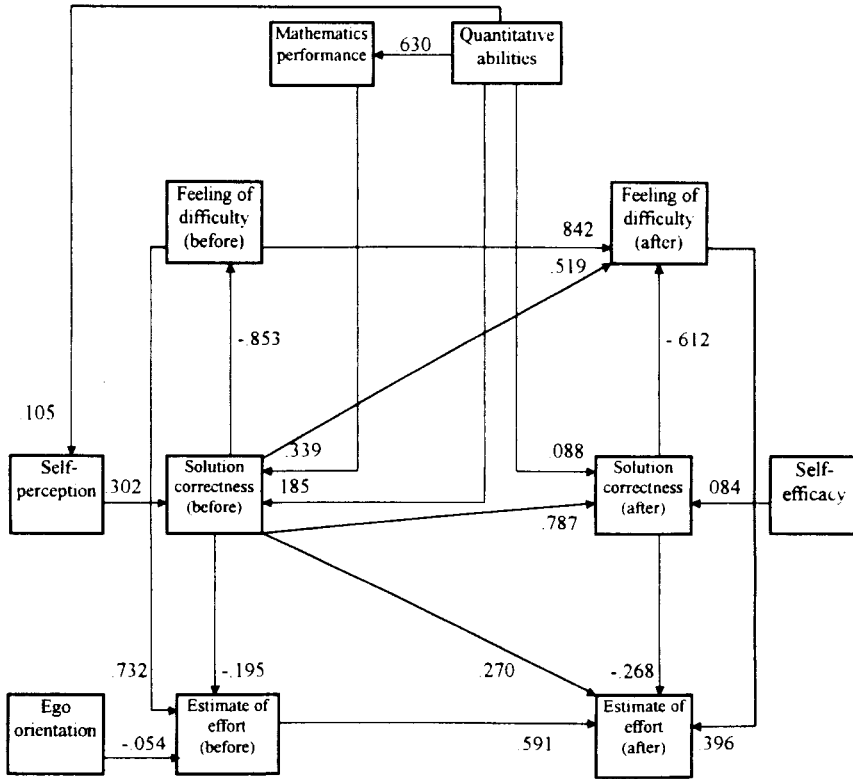 Mathematics
performance
630
Quantitative
abilities
Feeling of
difficulty
(before)
842
Feeling of
difficulty
(after)
.519
-.853
-612
.105
.339
.088
Self-
perception
.302
Solution
correctness
(before)
185
.787
Solution
correctness
(after)
084
Self-
efficacy
.732
-.195
.270
-.268
Ego
orientation
-.054
Estimate of
effort
(before)
.591
Estimate of
effort
(after)
.396